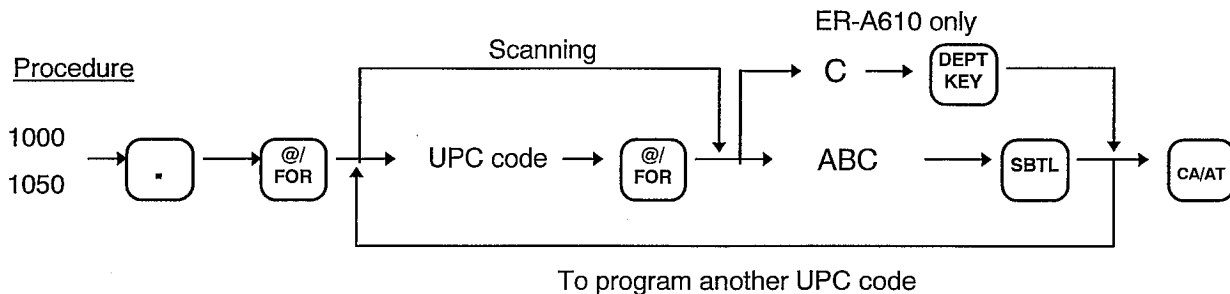 ER-A610 only
Scanning
Procedure
C
DEPT
KEY
1000
1050
.
@/
FOR
UPC code
@/
FOR
ABC
SBTL
CA/AT
To program another UPC code